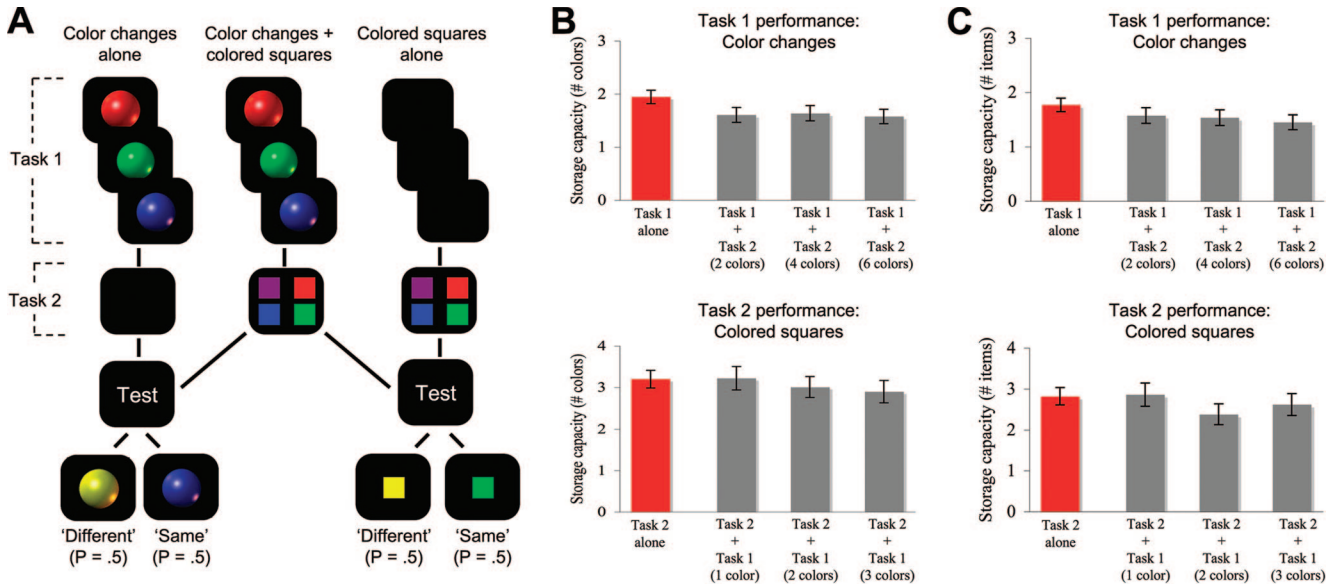 A
Color changes
alone
Color changes +
colored squares
Colored squares
alone
Task 1
Task 2
Test
Test
'Different'
(P = .5)
'Same'
(P = .5)
'Different'
(P = .5)
'Same'
(P = .5)
B
Task 1 performance:
Color changes
Storage capacity (# colors)
3
2
1
0
Task 1
alone
Task 1
+
Task 2
(2 colors)
Task 1
+
Task 2
(4 colors)
Task 1
+
Task 2
(6 colors)
Task 2 performance:
Colored squares
Storage capacity (# colors)
4
3
2
1
0
Task 2
alone
Task 2
+
Task 1
(1 color)
Task 2
+
Task 1
(2 colors)
Task 2
+
Task 1
(3 colors)
C
Task 1 performance:
Color changes
Storage capacity (# items)
3
2
1
0
Task 1
alone
Task 1
+
Task 2
(2 colors)
Task 1
+
Task 2
(4 colors)
Task 1
+
Task 2
(6 colors)
Task 2 performance:
Colored squares
Storage capacity (# items)
4
3
2
1
0
Task 2
alone
Task 2
+
Task 1
(1 color)
Task 2
+
Task 1
(2 colors)
Task 2
+
Task 1
(3 colors)